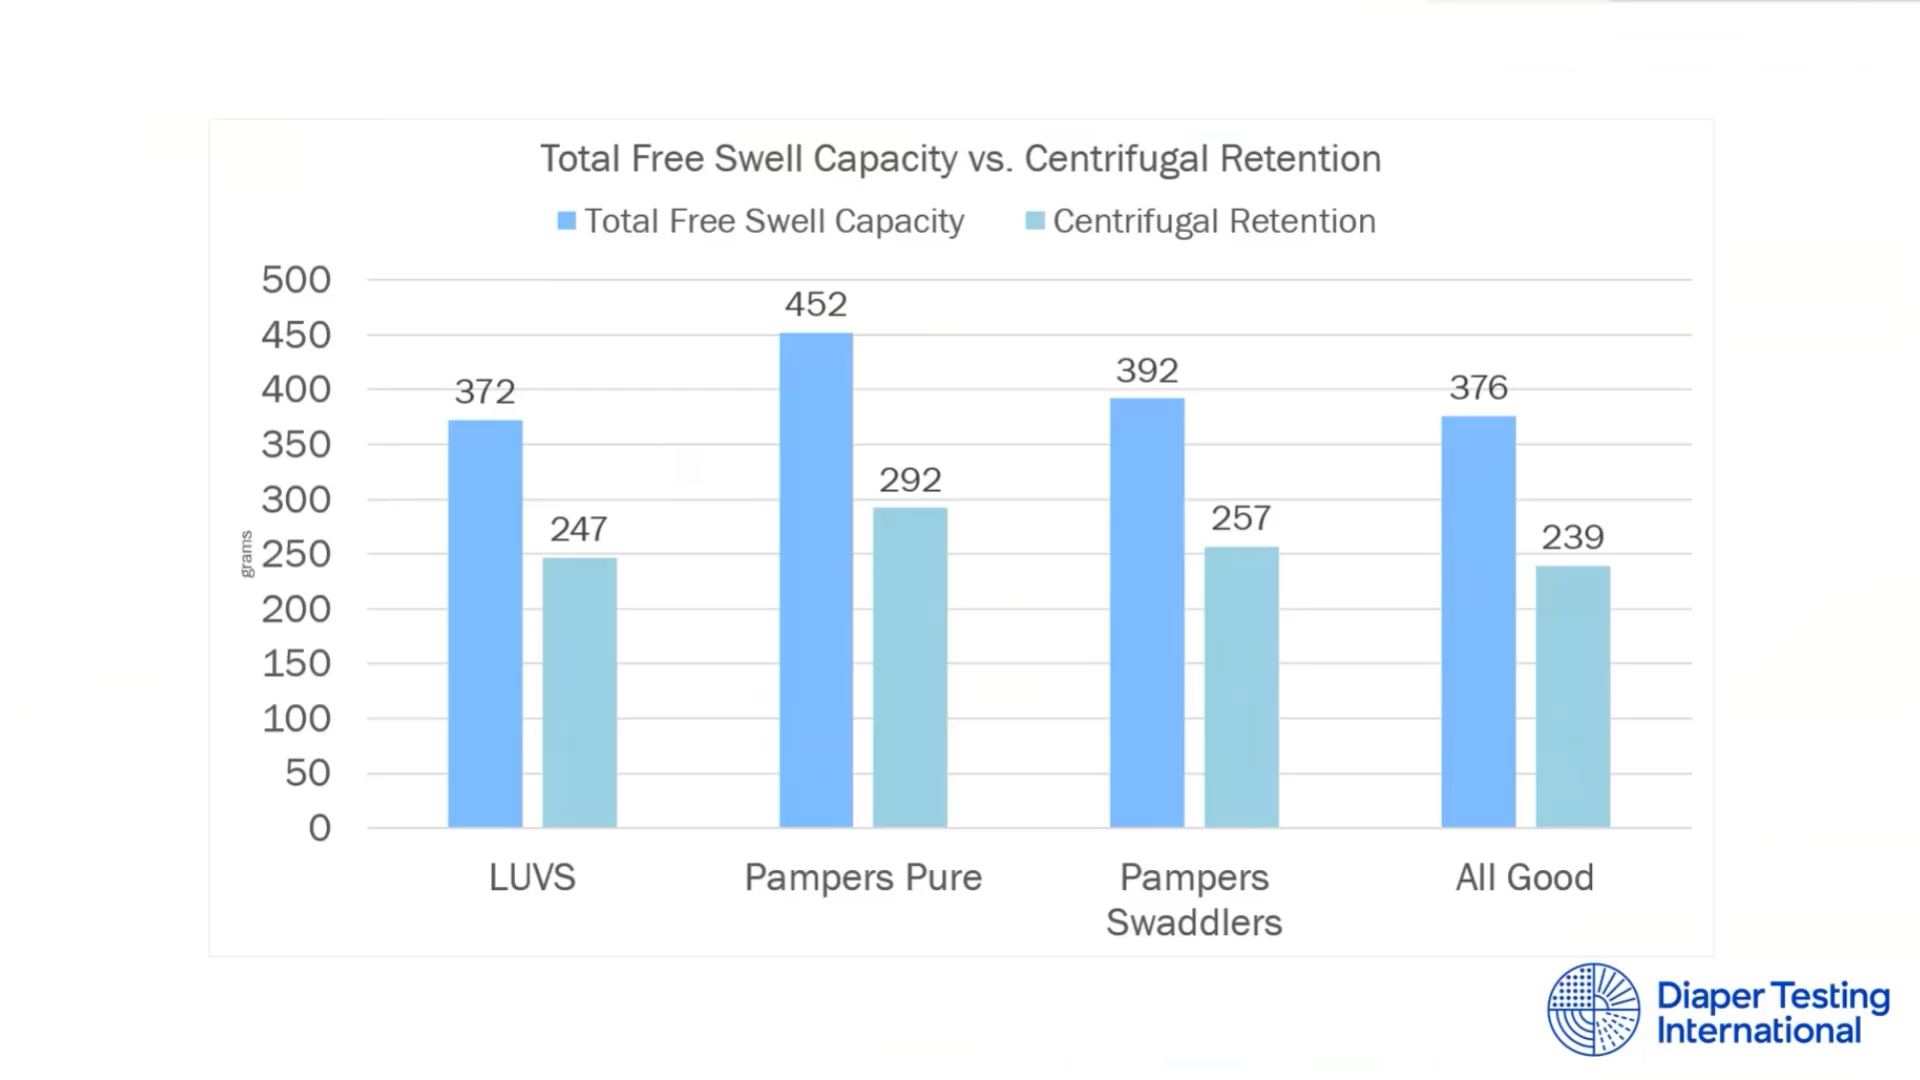 Total Free Swell Capacity vs. Centrifugal Retention
Total Free Swell Capacity Centrifugal Retention
500
450
400
350
300
250
200
150
100
50
0
grams
372
247
452
292
392
257
376
239
LUVS
Pampers Pure
Pampers
Swaddlers
All Good
Diaper Testing
International